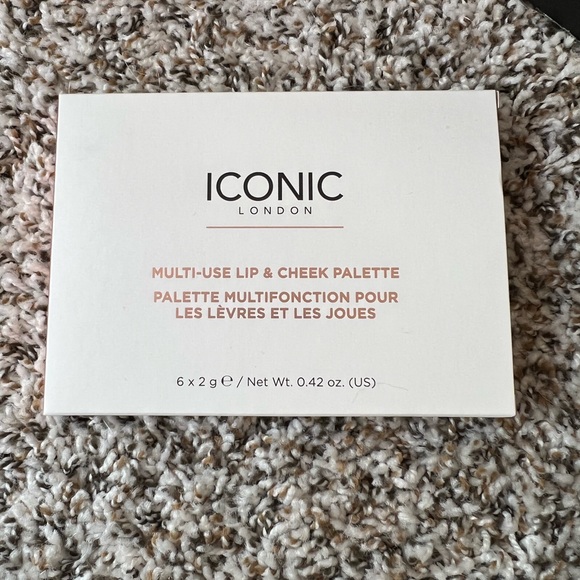 ICONIC
LONDON
MULTI-USE LIP & CHEEK PALETTE
PALETTE MULTIFONCTION POUR
LES LÈVRES ET LES JOUES
6 x 2 g ℮ / Net Wt. 0.42 oz. (US)